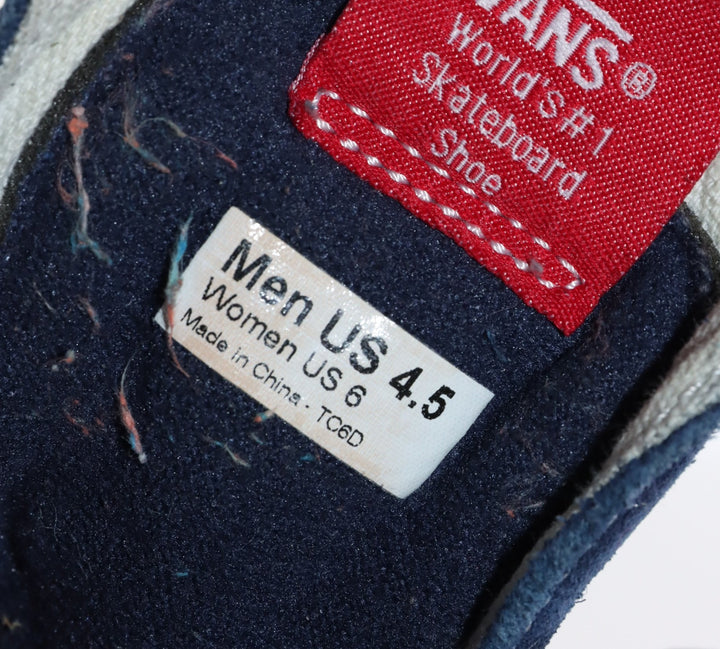 VANS®
World's #1
Skateboard
Shoe
Men US 4.5
Women US 6
Made in China - TC6D